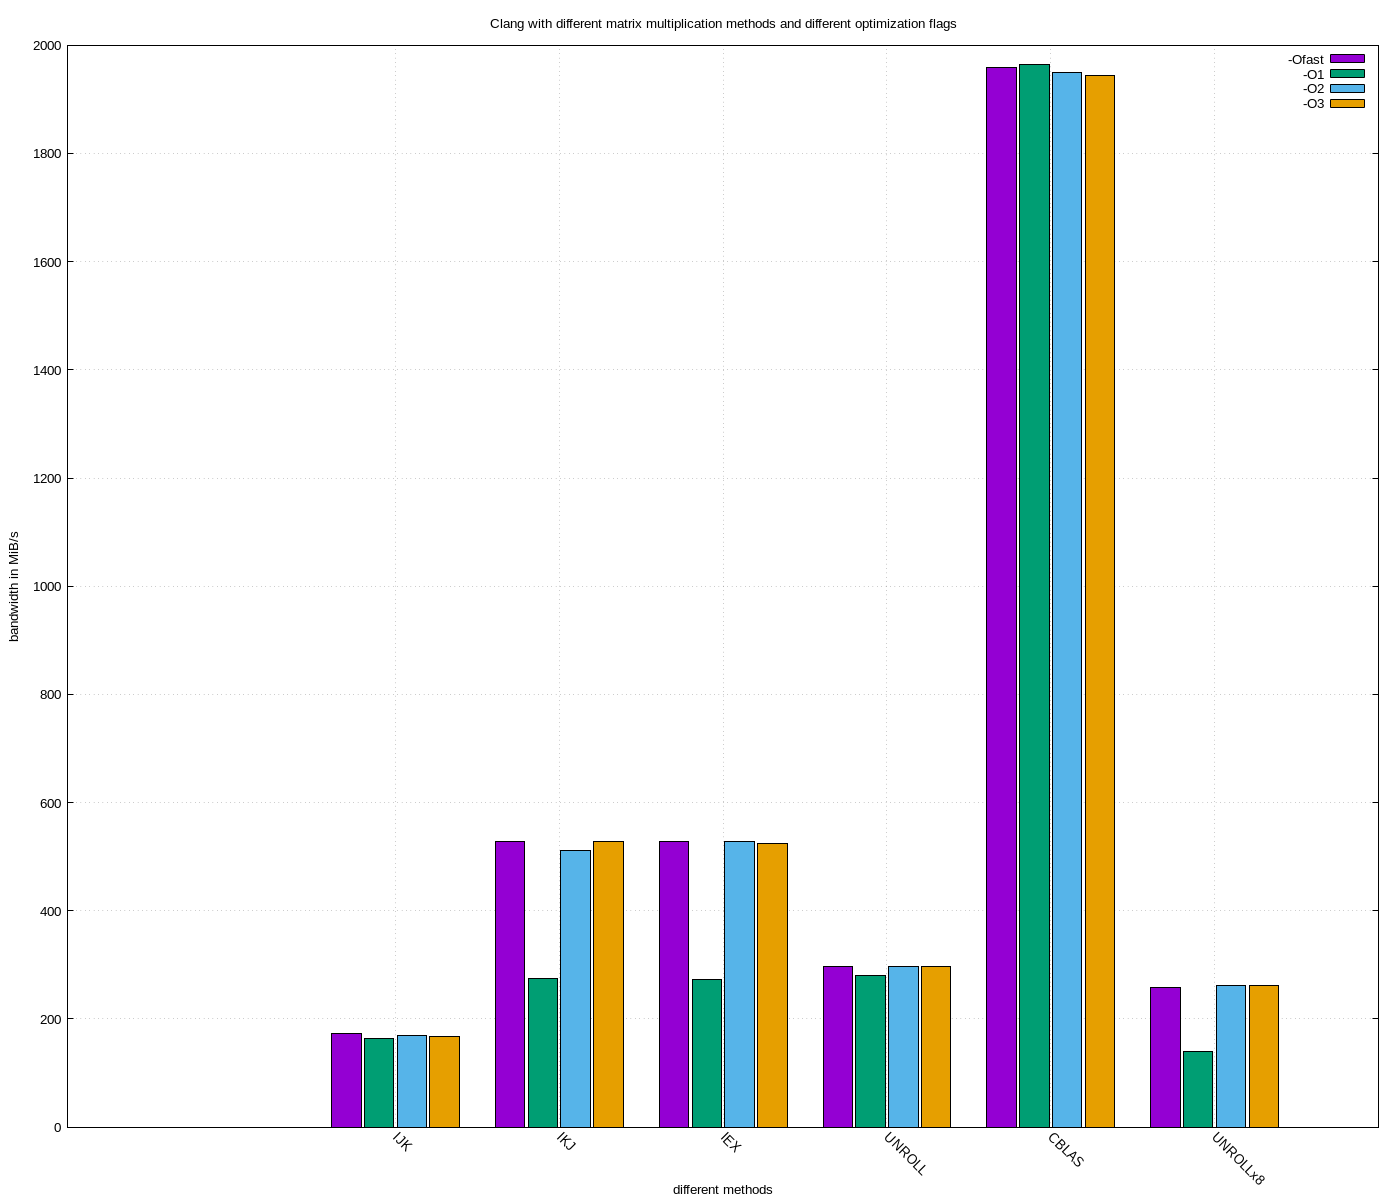 Clang with different matrix multiplication methods and different optimization flags
2000
1800
1600
1400
1200
1000
800
600
400
200
0
bandwidth in MiB/s
-Ofast
-O1
-O2
-O3
IJK
IKJ
IEX
UNROLL
CBLAS
UNROLLx8
different methods